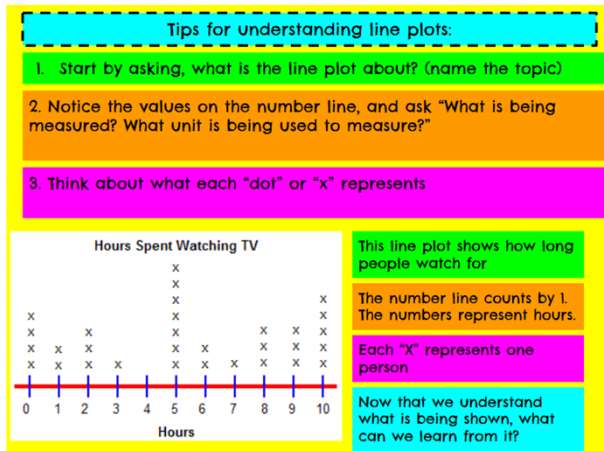 Tips for understanding line plots:
1. Start by asking, what is the line plot about? (name the topic)
2. Notice the values on the number line, and ask “What is being
measured? What unit is being used to measure?”
3. Think about what each “dot” or “x” represents
Hours Spent Watching TV
x
x
x
x x x
x x x x x
x x x x x x x x
x x x x x x x x x x
0 1 2 3 4 5 6 7 8 9 10
Hours
This line plot shows how long
people watch for
The number line counts by 1.
The numbers represent hours.
Each “X” represents one
person
Now that we understand
what is being shown, what
can we learn from it?